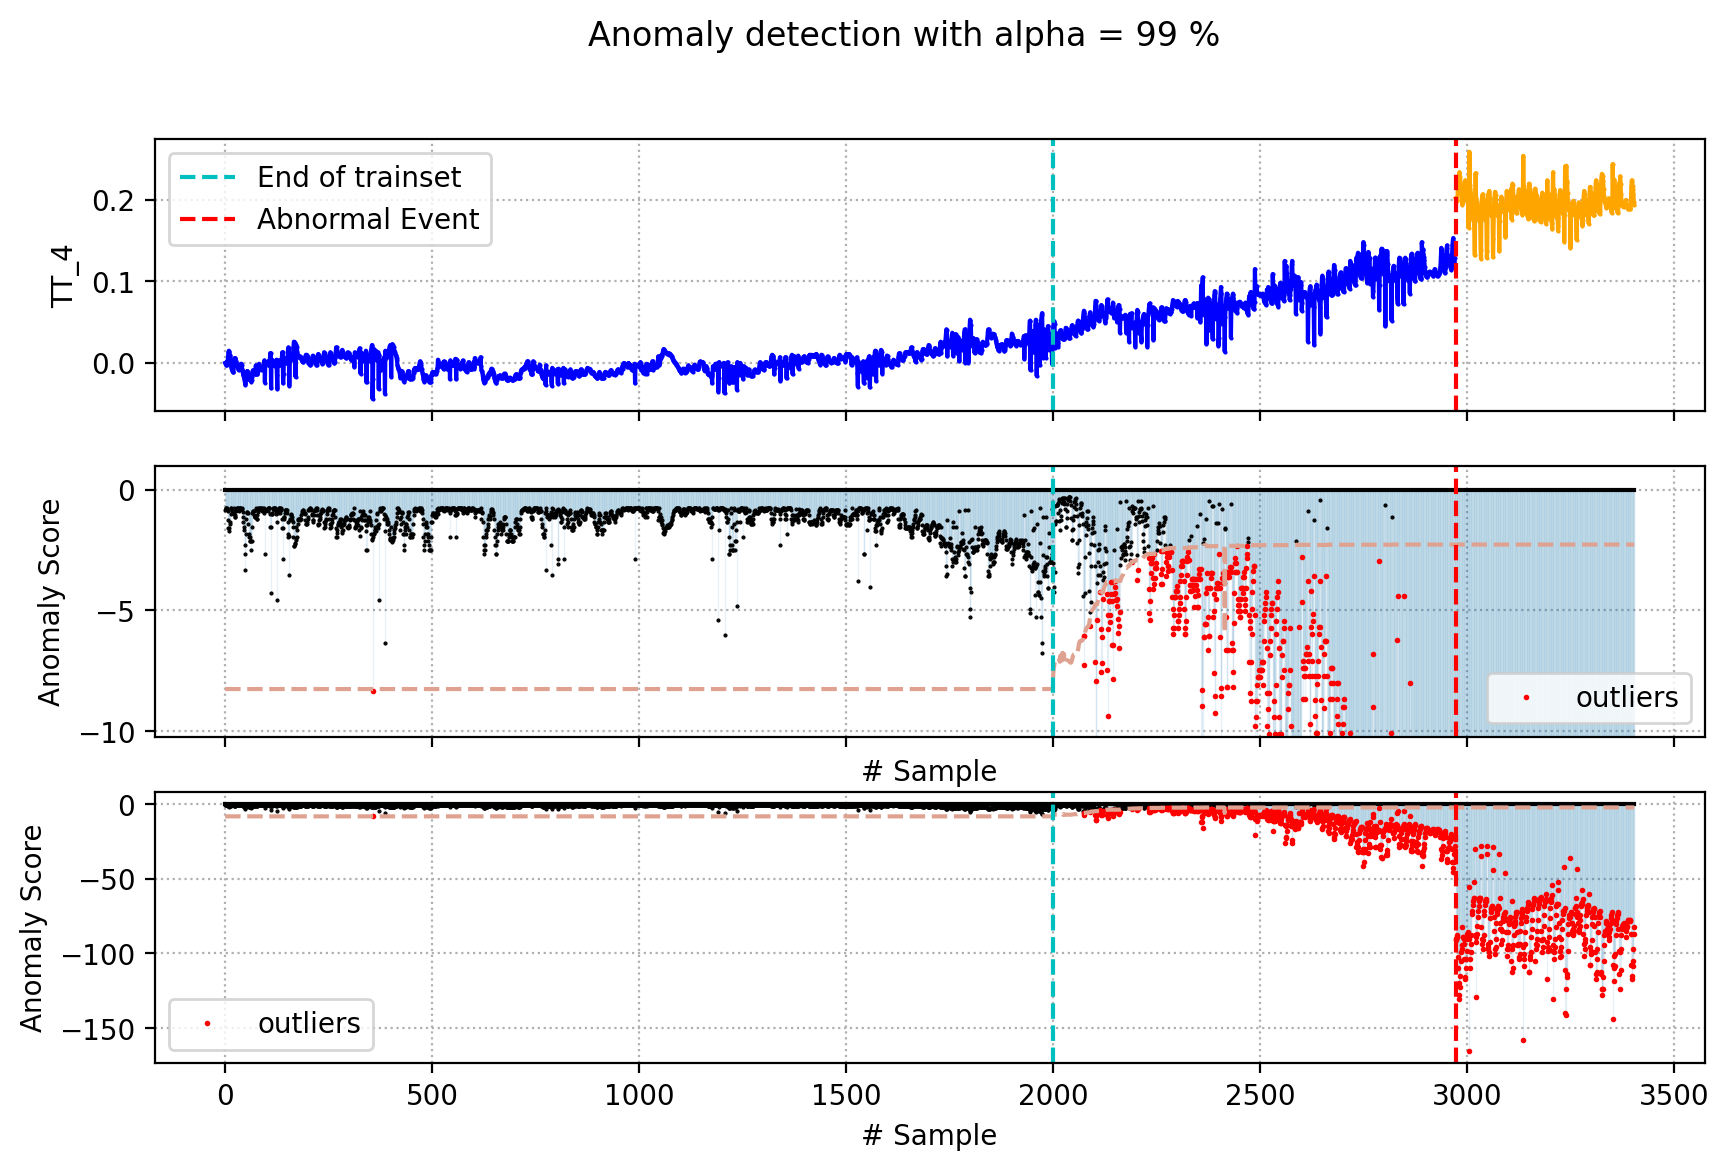 Anomaly detection with alpha = 99 %
End of trainset
Abnormal Event
TT_4
0.2
0.1
0.0
Anomaly Score
0
−5
−10
outliers
# Sample
Anomaly Score
0
−50
−100
−150
outliers
0 500 1000 1500 2000 2500 3000 3500
# Sample